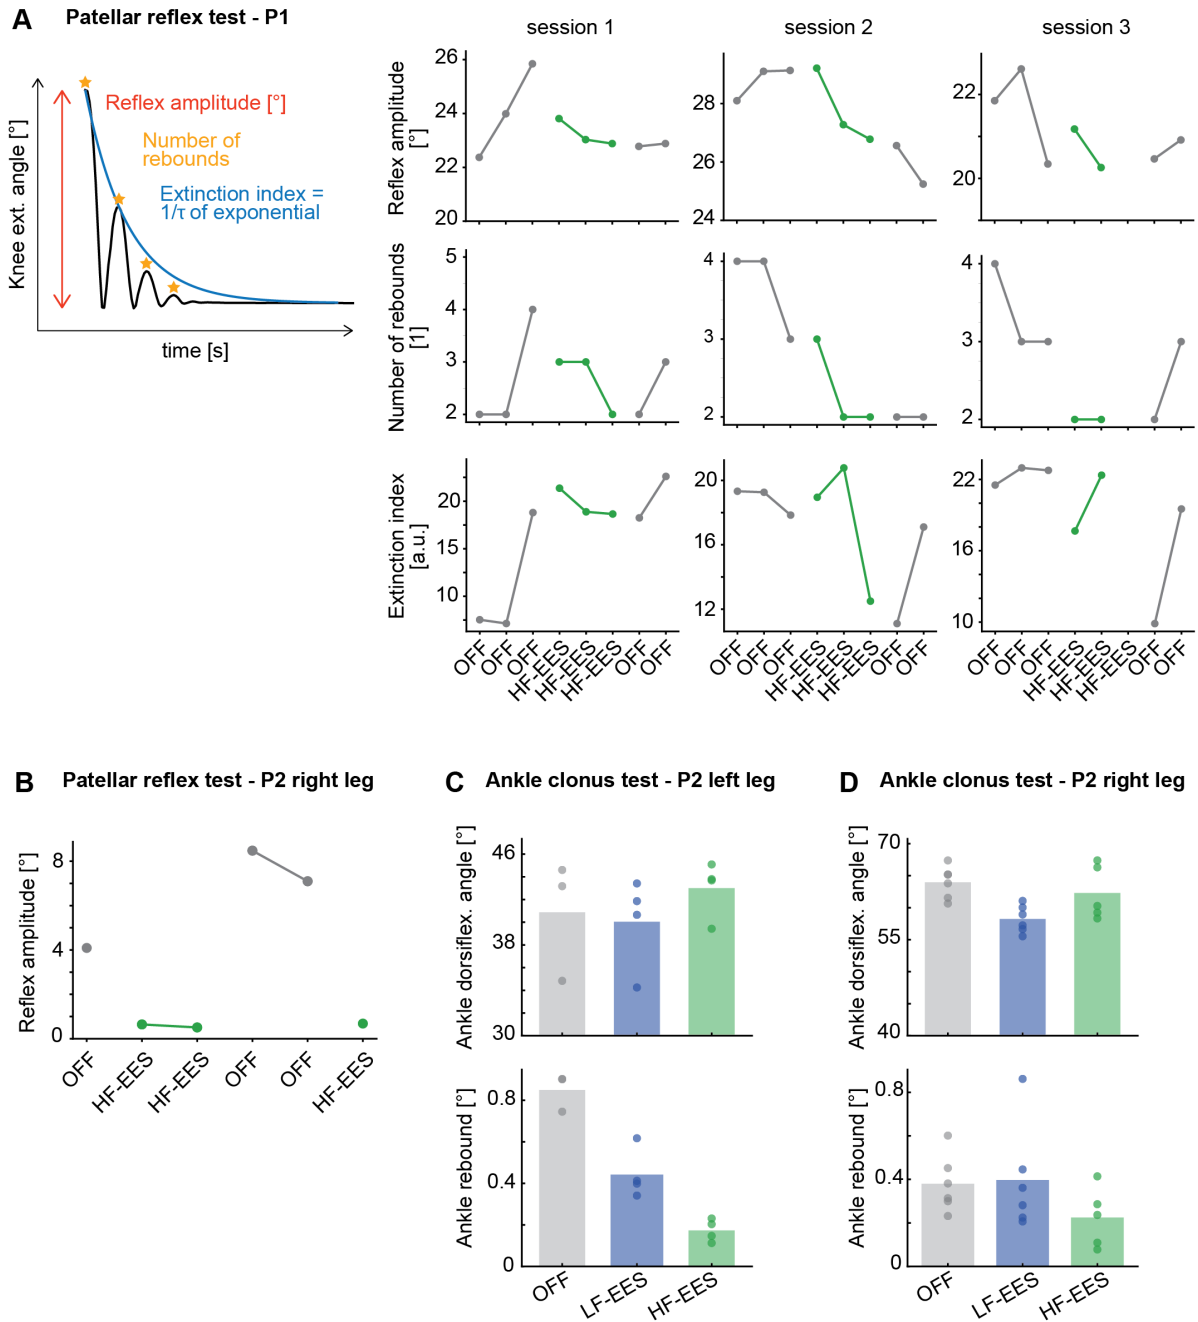 A
Patellar reflex test - P1
Knee ext. angle [°]
time [s]
Reflex amplitude [°]
Number of
rebounds
Extinction index =
1/τ of exponential
session 1
session 2
session 3
Reflex amplitude
[°]
26
24
22
20
28
26
24
22
20
Number of rebounds
[1]
5
4
3
2
4
3
2
4
3
2
Extinction index
[a.u.]
20
15
10
20
16
12
22
16
10
OFF
OFF
OFF
HF-EES
HF-EES
HF-EES
OFF
OFF
OFF
OFF
OFF
HF-EES
HF-EES
HF-EES
OFF
OFF
OFF
OFF
OFF
HF-EES
HF-EES
HF-EES
OFF
OFF
B
Patellar reflex test - P2 right leg
Reflex amplitude [°]
8
4
0
OFF
HF-EES
HF-EES
OFF
OFF
HF-EES
C
Ankle clonus test - P2 left leg
Ankle dorsiflex. angle [°]
46
38
30
Ankle rebound [°]
0.8
0.4
0
OFF
LF-EES
HF-EES
D
Ankle clonus test - P2 right leg
Ankle dorsiflex. angle [°]
70
55
40
Ankle rebound [°]
0.8
0.4
0
OFF
LF-EES
HF-EES